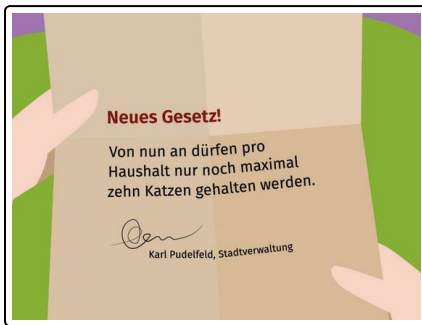 Neues Gesetz!
Von nun an dürfen pro
Haushalt nur noch maximal
zehn Katzen gehalten werden.
Karl Pudelfeld, Stadtverwaltung